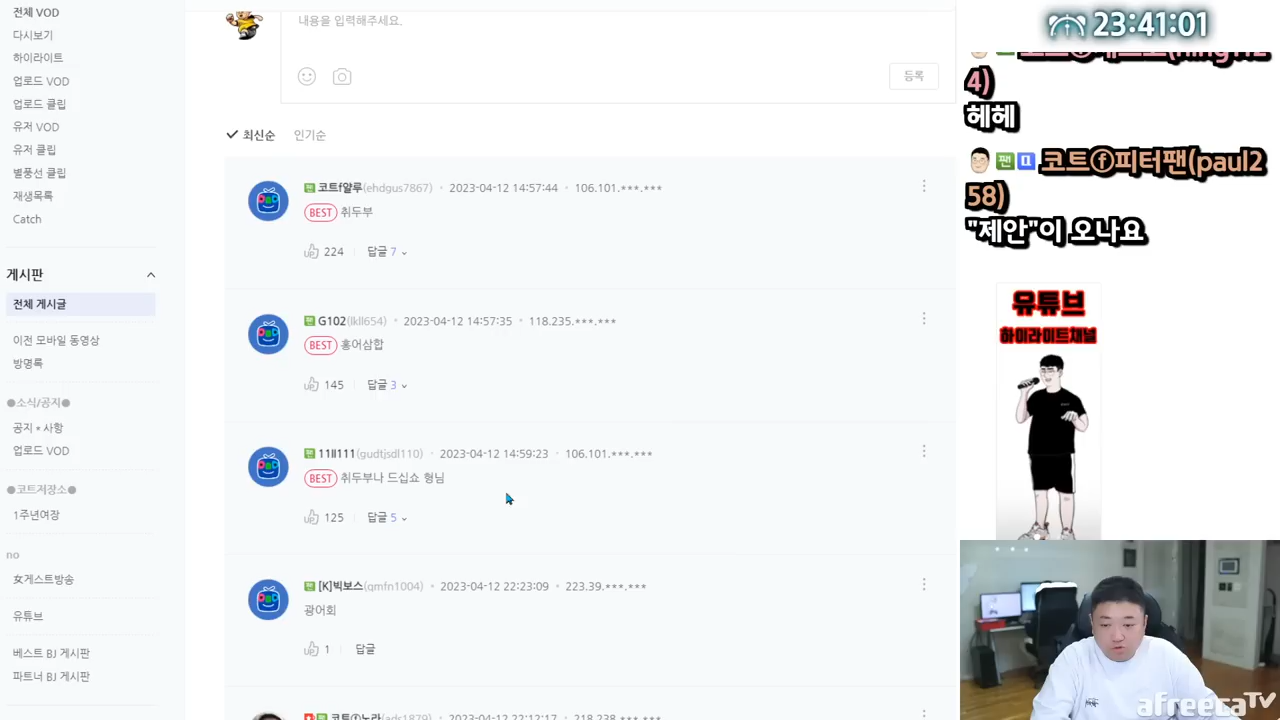 전체 VOD
다시보기
하이라이트
업로드 VOD
업로드 클립
유저 VOD
유저 클립
별풍선 클립
재생목록
Catch
게시판
전체 게시글
이전 모바일 동영상
방명록
●소식/공지●
공지 * 사항
업로드 VOD
●코트저장소●
1주년여장
no
女게스트방송
유튜브
베스트 BJ 게시판
파트너 BJ 게시판
내용을 입력해주세요.
등록
최신순 인기순
팬 코트f얄루(ehdgus7867) • 2023-04-12 14:57:44 • 106.101.***.***
BEST 취두부
224 답글 7
팬 G102(lkll654) • 2023-04-12 14:57:35 • 118.235.***.***
BEST 홍어삼합
145 답글 3
팬 11ll111(gudtjsdl110) • 2023-04-12 14:59:23 • 106.101.***.***
BEST 취두부나 드십쇼 형님
125 답글 5
팬 [K]빅보스(qmfn1004) • 2023-04-12 22:23:09 • 223.39.***.***
광어회
1 답글
23:41:01
4)
헤헤
팬 코트ⓕ피터팬(paul2
58)
"제안"이 오나요
유튜브
하이라이트채널
afreecaTV